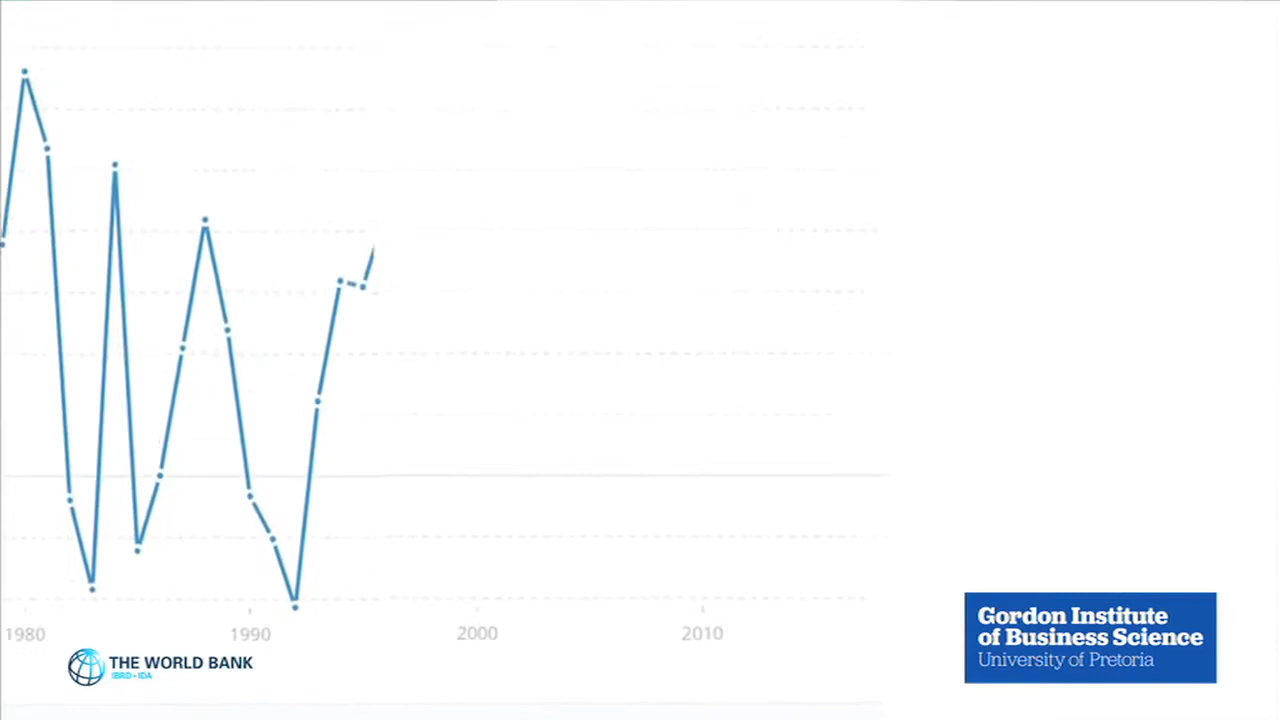 1980
1990
2000
2010
THE WORLD BANK
IBRD • IDA
Gordon Institute
of Business Science
University of Pretoria